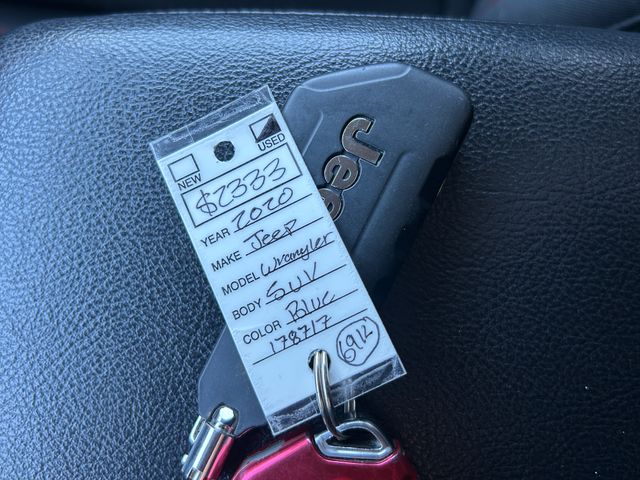 NEW USED
$2333
YEAR 2020
MAKE Jeep
MODEL Wrangler
BODY SUV
COLOR Blue
178717
6912
Jeep